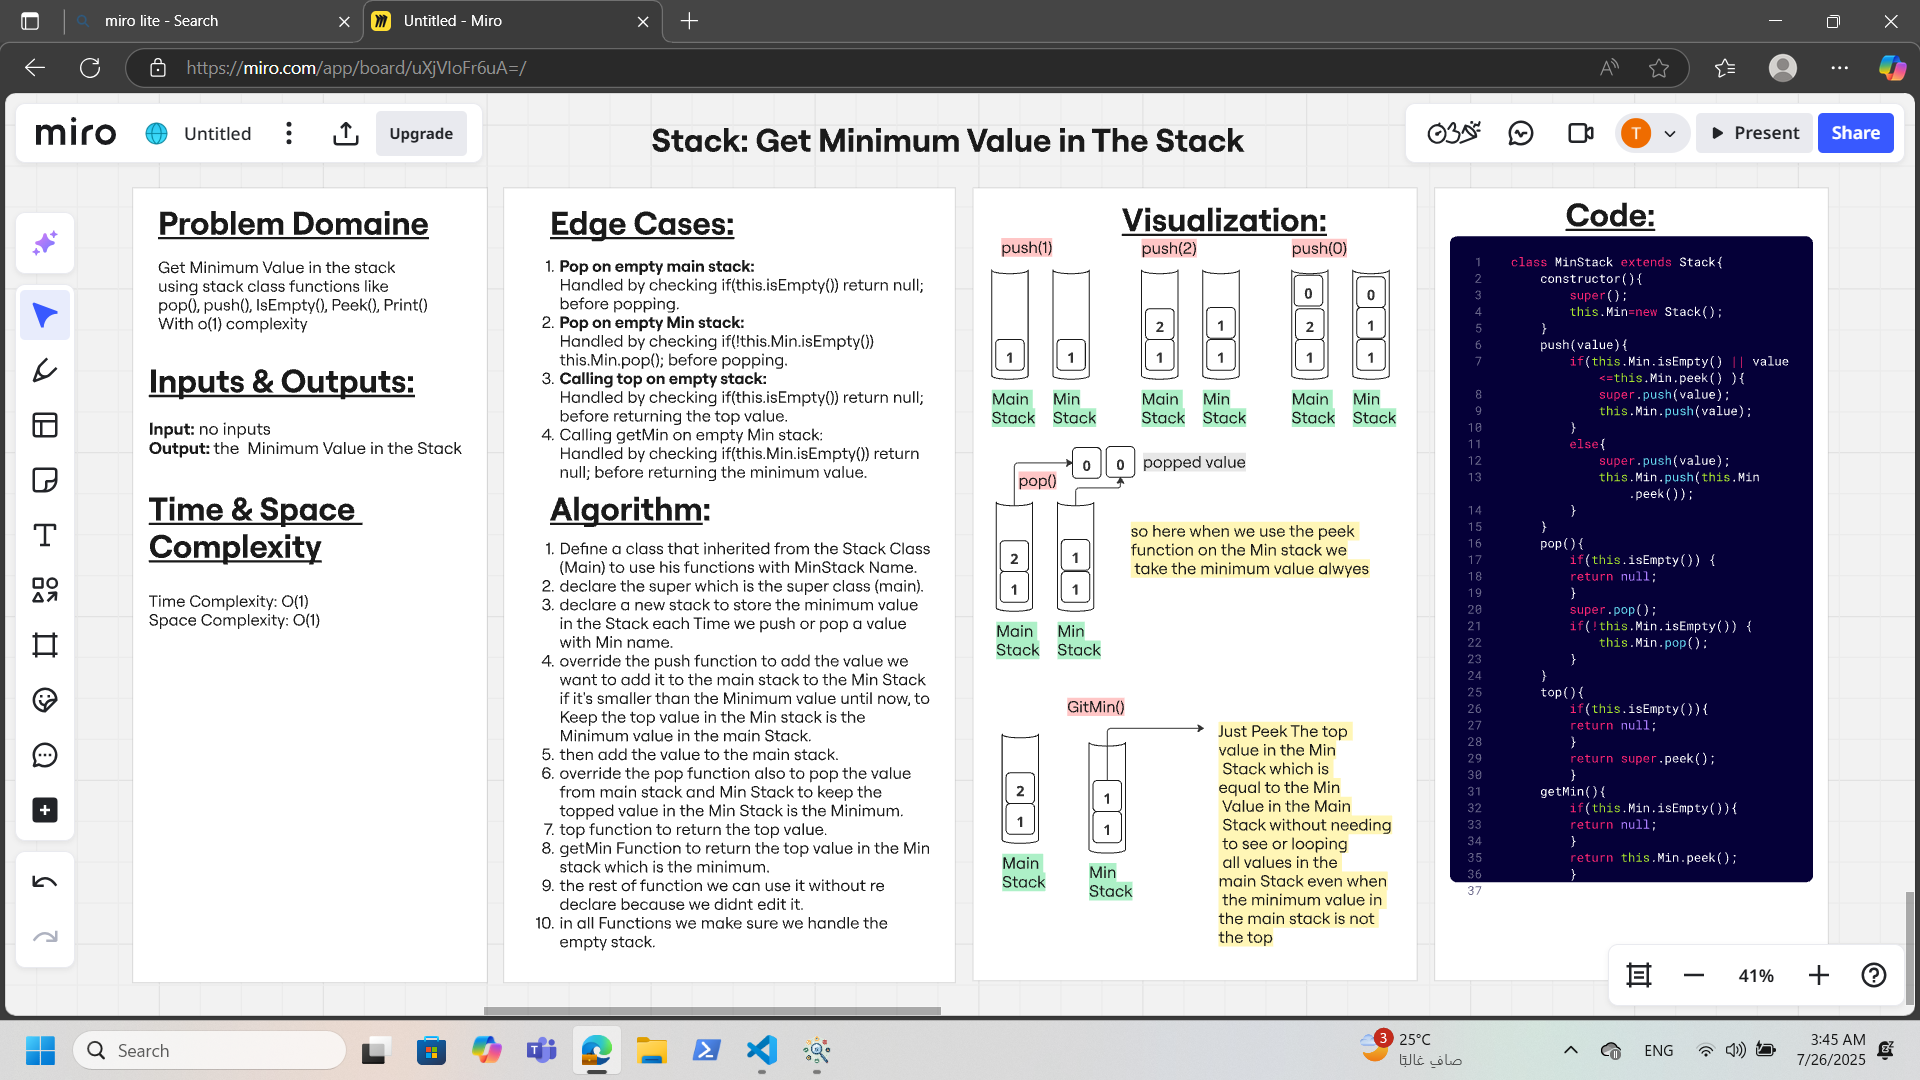 miro lite - Search
Untitled - Miro
https://miro.com/app/board/uXjVIoFr6uA=/
miro
Untitled
Upgrade
Stack: Get Minimum Value in The Stack
T
Present
Share
Problem Domaine
Get Minimum Value in the stack
using stack class functions like
pop(), push(), IsEmpty(), Peek(), Print()
With o(1) complexity
Inputs & Outputs:
Input: no inputs
Output: the Minimum Value in the Stack
Time & Space
Complexity
Time Complexity: O(1)
Space Complexity: O(1)
Edge Cases:
1. Pop on empty main stack:
Handled by checking if(this.isEmpty()) return null;
before popping.
2. Pop on empty Min stack:
Handled by checking if(!this.Min.isEmpty())
this.Min.pop(); before popping.
3. Calling top on empty stack:
Handled by checking if(this.isEmpty()) return null;
before returning the top value.
4. Calling getMin on empty Min stack:
Handled by checking if(this.Min.isEmpty()) return
null; before returning the minimum value.
Algorithm:
1. Define a class that inherited from the Stack Class
(Main) to use his functions with MinStack Name.
2. declare the super which is the super class (main).
3. declare a new stack to store the minimum value
in the Stack each Time we push or pop a value
with Min name.
4. override the push function to add the value we
want to add it to the main stack to the Min Stack
if it's smaller than the Minimum value until now, to
Keep the top value in the Min stack is the
Minimum value in the main Stack.
5. then add the value to the main stack.
6. override the pop function also to pop the value
from main stack and Min Stack to keep the
topped value in the Min Stack is the Minimum.
7. top function to return the top value.
8. getMin Function to return the top value in the Min
stack which is the minimum.
9. the rest of function we can use it without re
declare because we didnt edit it.
10. in all Functions we make sure we handle the
empty stack.
Visualization:
push(1) push(2) push(0)
0 0
2 1 2 1
1 1 1 1 1 1
Main Min Main Min Main Min
Stack Stack Stack Stack Stack Stack
0 0 popped value
pop()
2 1
1 1
Main Min
Stack Stack
so here when we use the peek
function on the Min stack we
take the minimum value alwyes
GitMin()
2 1
1 1
Main
Stack
Min
Stack
Just Peek The top
value in the Min
Stack which is
equal to the Min
Value in the Main
Stack without needing
to see or looping
all values in the
main Stack even when
the minimum value in
the main stack is not
the top
Code:
1 class MinStack extends Stack{
2 constructor(){
3 super();
4 this.Min=new Stack();
5 }
6 push(value){
7 if(this.Min.isEmpty() || value
<=this.Min.peek() ){
8 super.push(value);
9 this.Min.push(value);
10 }
11 else{
12 super.push(value);
13 this.Min.push(this.Min
.peek());
14 }
15 }
16 pop(){
17 if(this.isEmpty()) {
18 return null;
19 }
20 super.pop();
21 if(!this.Min.isEmpty()) {
22 this.Min.pop();
23 }
24 }
25 top(){
26 if(this.isEmpty()){
27 return null;
28 }
29 return super.peek();
30 }
31 getMin(){
32 if(this.Min.isEmpty()){
33 return null;
34 }
35 return this.Min.peek();
36 }
37
41%
Search
3
25°C
صافٍ غالبًا
ENG
3:45 AM
7/26/2025